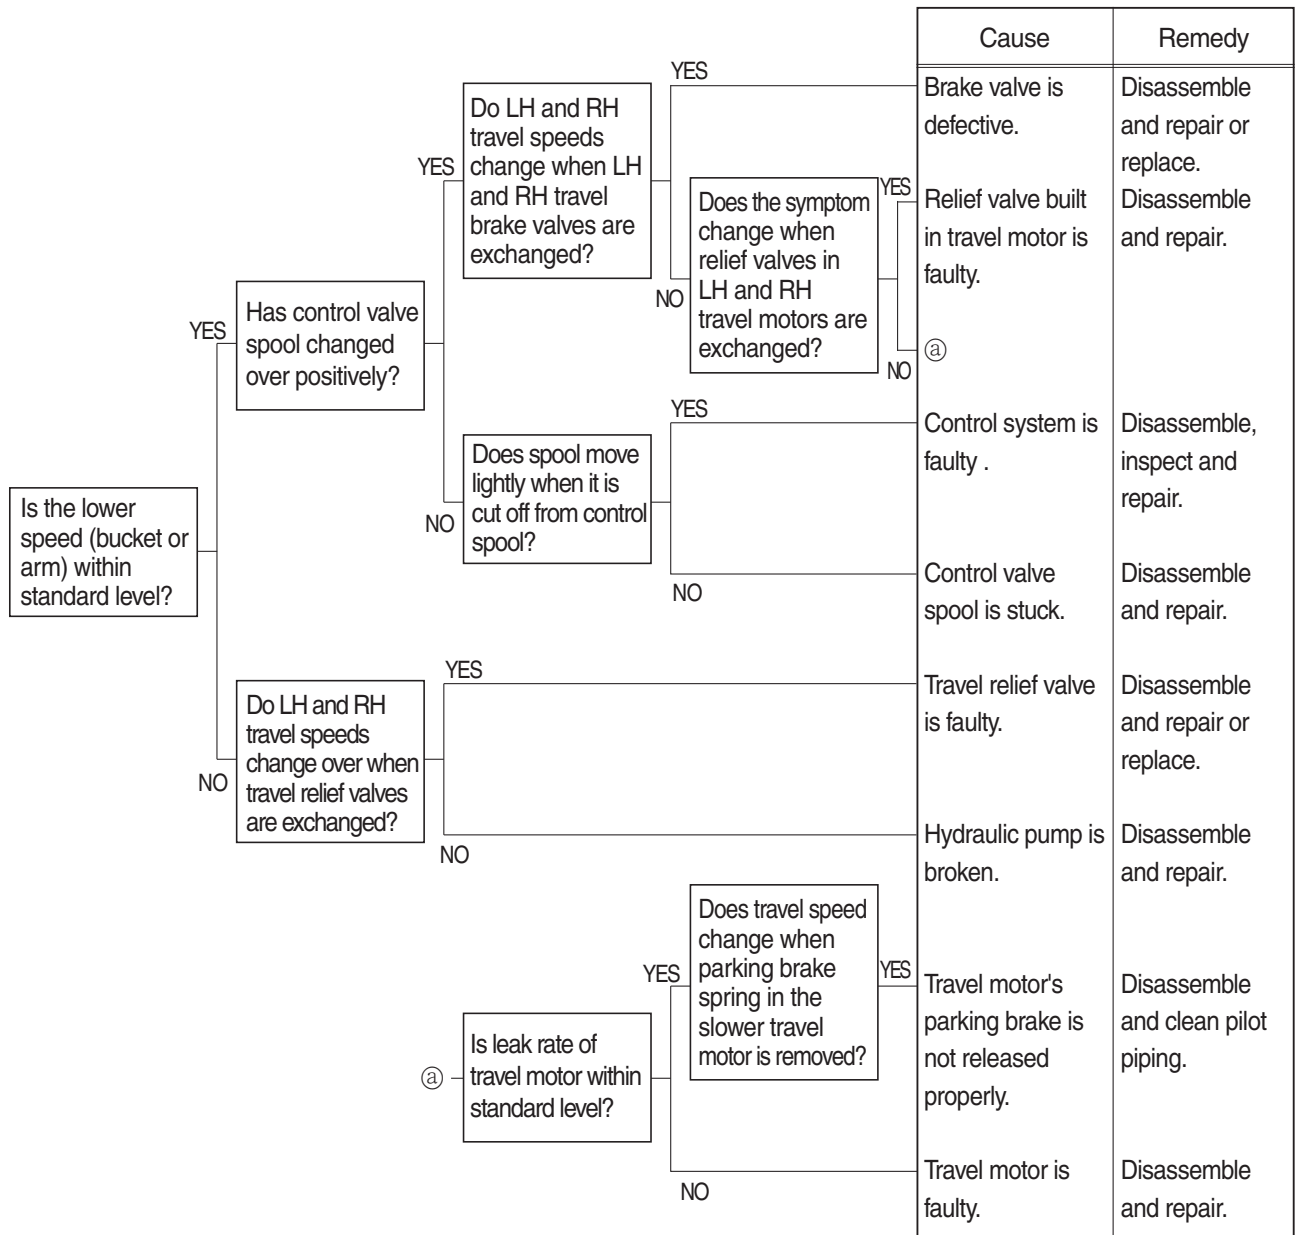 Cause
Remedy
YES
Brake valve is
defective.
Disassemble
and repair or
replace.
Do LH and RH
travel speeds
change when LH
and RH travel
brake valves are
exchanged?
YES
NO
Does the symptom
change when
relief valves in
LH and RH
travel motors are
exchanged?
YES
Relief valve built
in travel motor is
faulty.
Disassemble
and repair.
NO
ⓐ
Has control valve
spool changed
over positively?
YES
NO
Does spool move
lightly when it is
cut off from control
spool?
YES
Control system is
faulty .
Disassemble,
inspect and
repair.
NO
Control valve
spool is stuck.
Disassemble
and repair.
Is the lower
speed (bucket or
arm) within
standard level?
NO
Do LH and RH
travel speeds
change over when
travel relief valves
are exchanged?
YES
Travel relief valve
is faulty.
Disassemble
and repair or
replace.
NO
Hydraulic pump is
broken.
Disassemble
and repair.
ⓐ
Is leak rate of
travel motor within
standard level?
YES
Does travel speed
change when
parking brake
spring in the
slower travel
motor is removed?
YES
Travel motor's
parking brake is
not released
properly.
Disassemble
and clean pilot
piping.
NO
Travel motor is
faulty.
Disassemble
and repair.